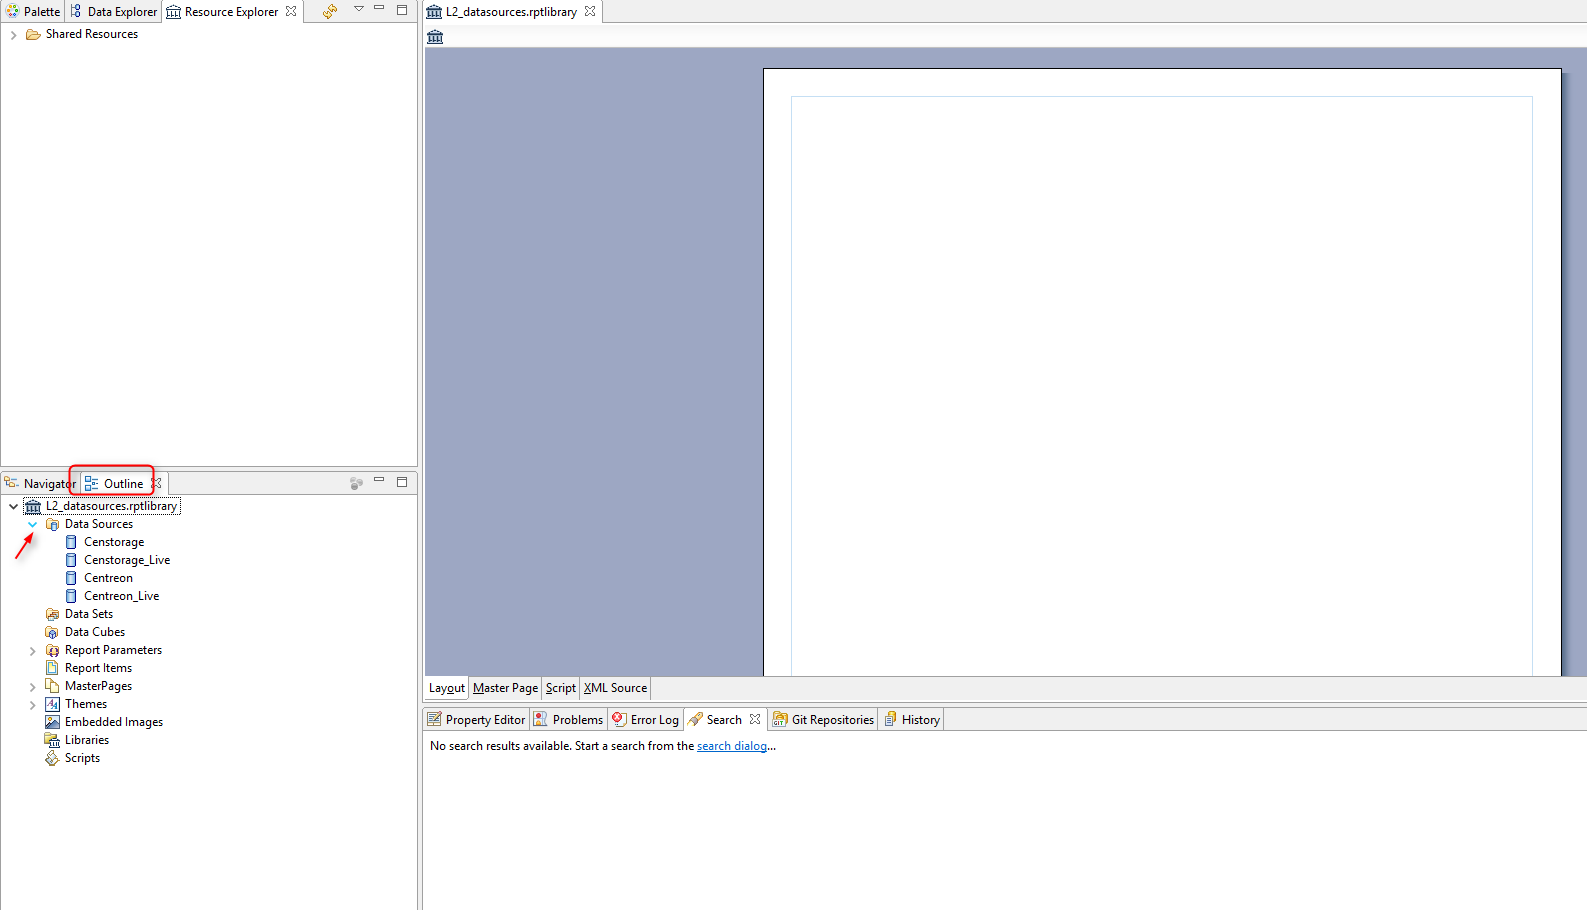 Palette Data Explorer Resource Explorer
Shared Resources
L2_datasources.rptlibrary
Navigator Outline
L2_datasources.rptlibrary
Data Sources
Censtorage
Censtorage_Live
Centreon
Centreon_Live
Data Sets
Data Cubes
Report Parameters
Report Items
MasterPages
Themes
Embedded Images
Libraries
Scripts
Layout Master Page Script XML Source
Property Editor Problems Error Log Search Git Repositories History
No search results available. Start a search from the search dialog...